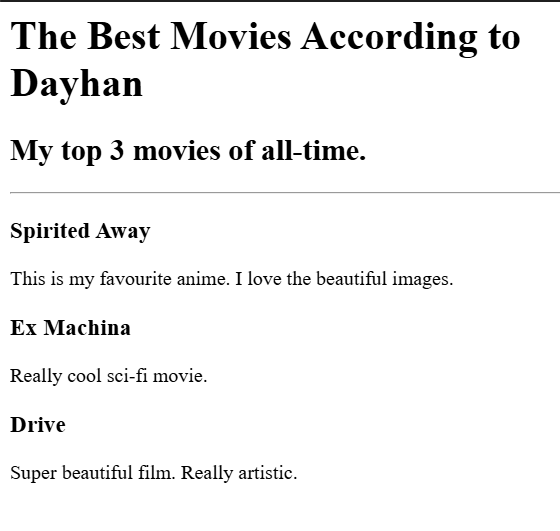 The Best Movies According to
Dayhan
My top 3 movies of all-time.
Spirited Away
This is my favourite anime. I love the beautiful images.
Ex Machina
Really cool sci-fi movie.
Drive
Super beautiful film. Really artistic.